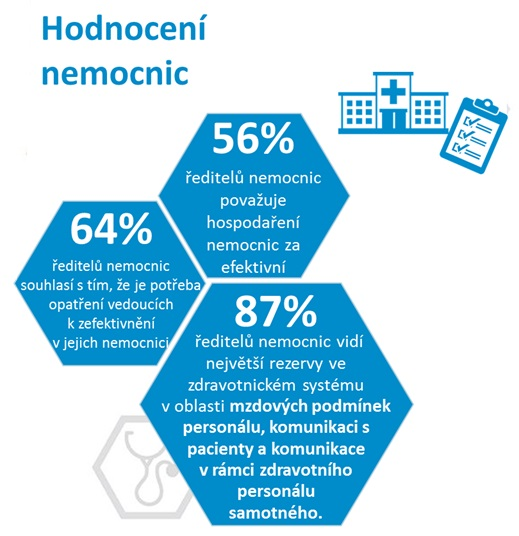 Hodnocení
nemocnic
56%
ředitelů nemocnic
považuje
hospodaření
nemocnic za
efektivní
64%
ředitelů nemocnic
souhlasí s tím, že je potřeba
opatření vedoucích
k zefektivnění
v jejich nemocnici
87%
ředitelů nemocnic vidí
největší rezervy ve
zdravotnickém systému
v oblasti mzdových podmínek
personálu, komunikaci s
pacienty a komunikace
v rámci zdravotního
personálu
samotného.